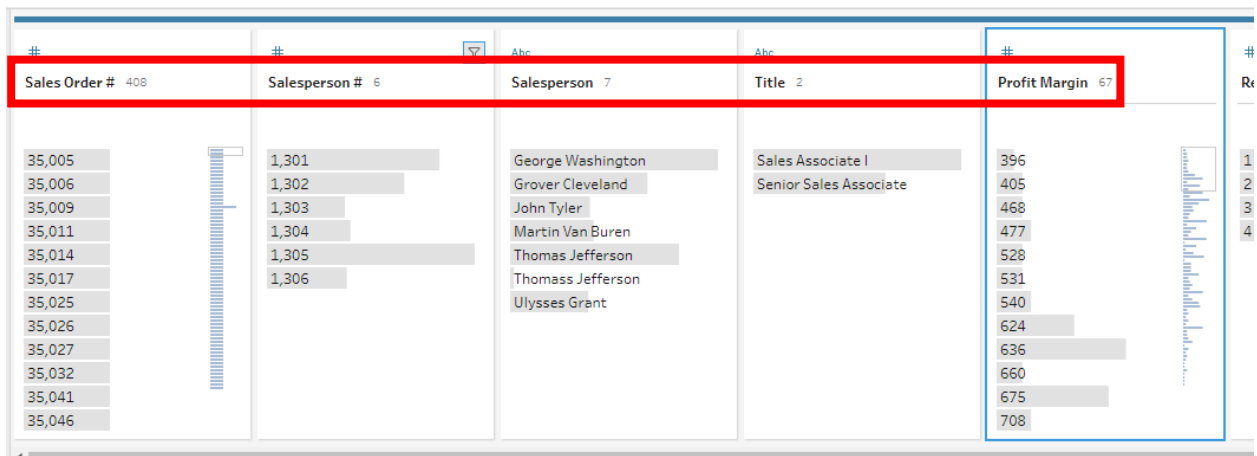 # # Abc Abc # #
Sales Order # 408
Salesperson # 6
Salesperson 7
Title 2
Profit Margin 67
Re
35,005
35,006
35,009
35,011
35,014
35,017
35,025
35,026
35,027
35,032
35,041
35,046
1,301
1,302
1,303
1,304
1,305
1,306
George Washington
Grover Cleveland
John Tyler
Martin Van Buren
Thomas Jefferson
Thomass Jefferson
Ulysses Grant
Sales Associate I
Senior Sales Associate
396
405
468
477
528
531
540
624
636
660
675
708
1
2
3
4